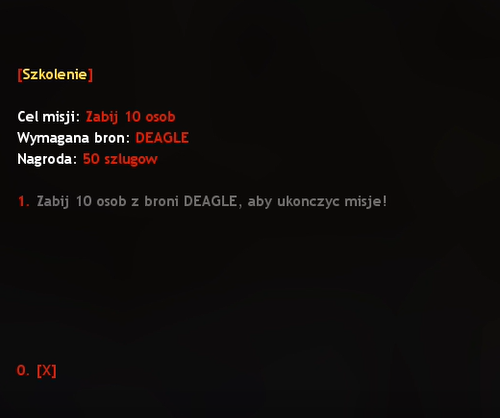 [Szkolenie]
Cel misji: Zabij 10 osob
Wymagana bron: DEAGLE
Nagroda: 50 szlugow
1. Zabij 10 osob z broni DEAGLE, aby ukonczyc misje!
0. [X]